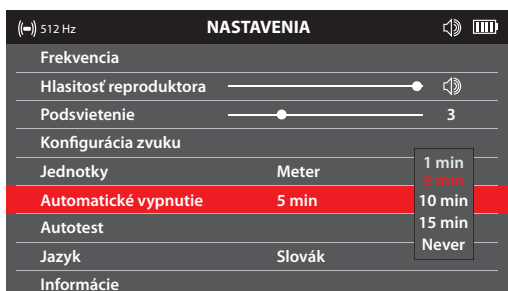 512 Hz NASTAVENIA
Frekvencia
Hlasitosť reproduktora
Podsvietenie 3
Konfigurácia zvuku
Jednotky Meter
Automatické vypnutie 5 min
Autotest
Jazyk Slovák
Informácie
1 min
5 min
10 min
15 min
Never